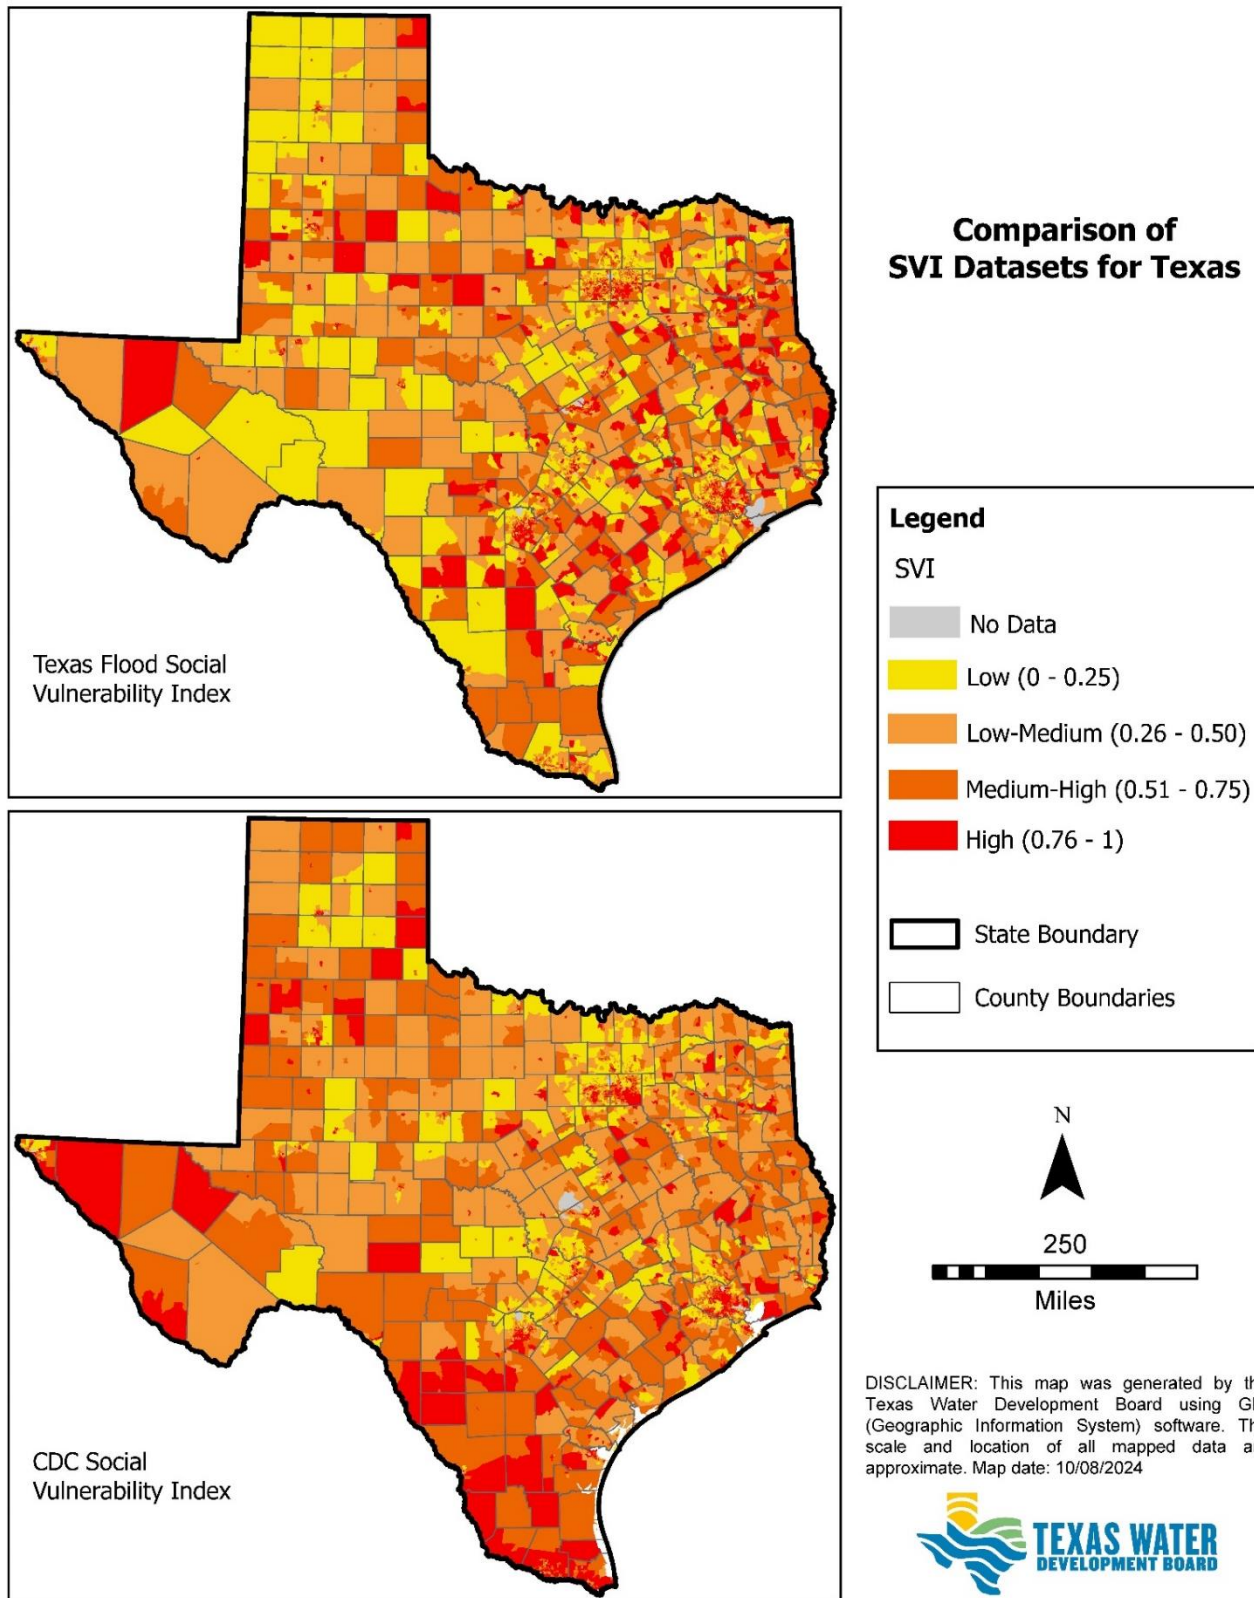 Comparison of
SVI Datasets for Texas
Texas Flood Social
Vulnerability Index
Legend
SVI
No Data
Low (0 - 0.25)
Low-Medium (0.26 - 0.50)
Medium-High (0.51 - 0.75)
High (0.76 - 1)
State Boundary
County Boundaries
CDC Social
Vulnerability Index
N
250
Miles
DISCLAIMER: This map was generated by th
Texas Water Development Board using GI
(Geographic Information System) software. Th
scale and location of all mapped data ar
approximate. Map date: 10/08/2024
TEXAS WATER
DEVELOPMENT BOARD